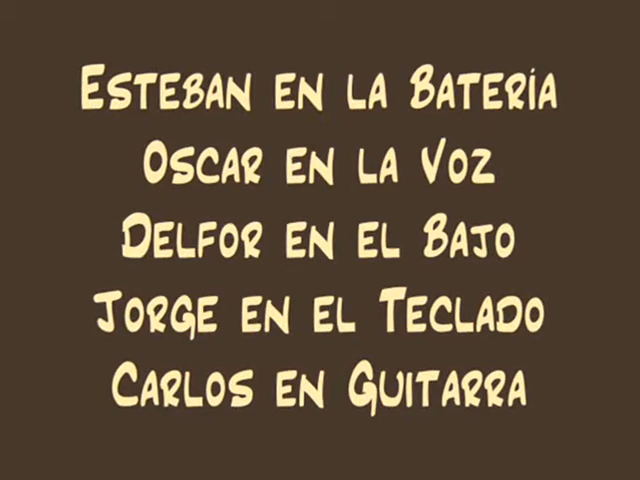 Esteban en la Batería
Oscar en la Voz
Delfor en el Bajo
Jorge en el Teclado
Carlos en Guitarra